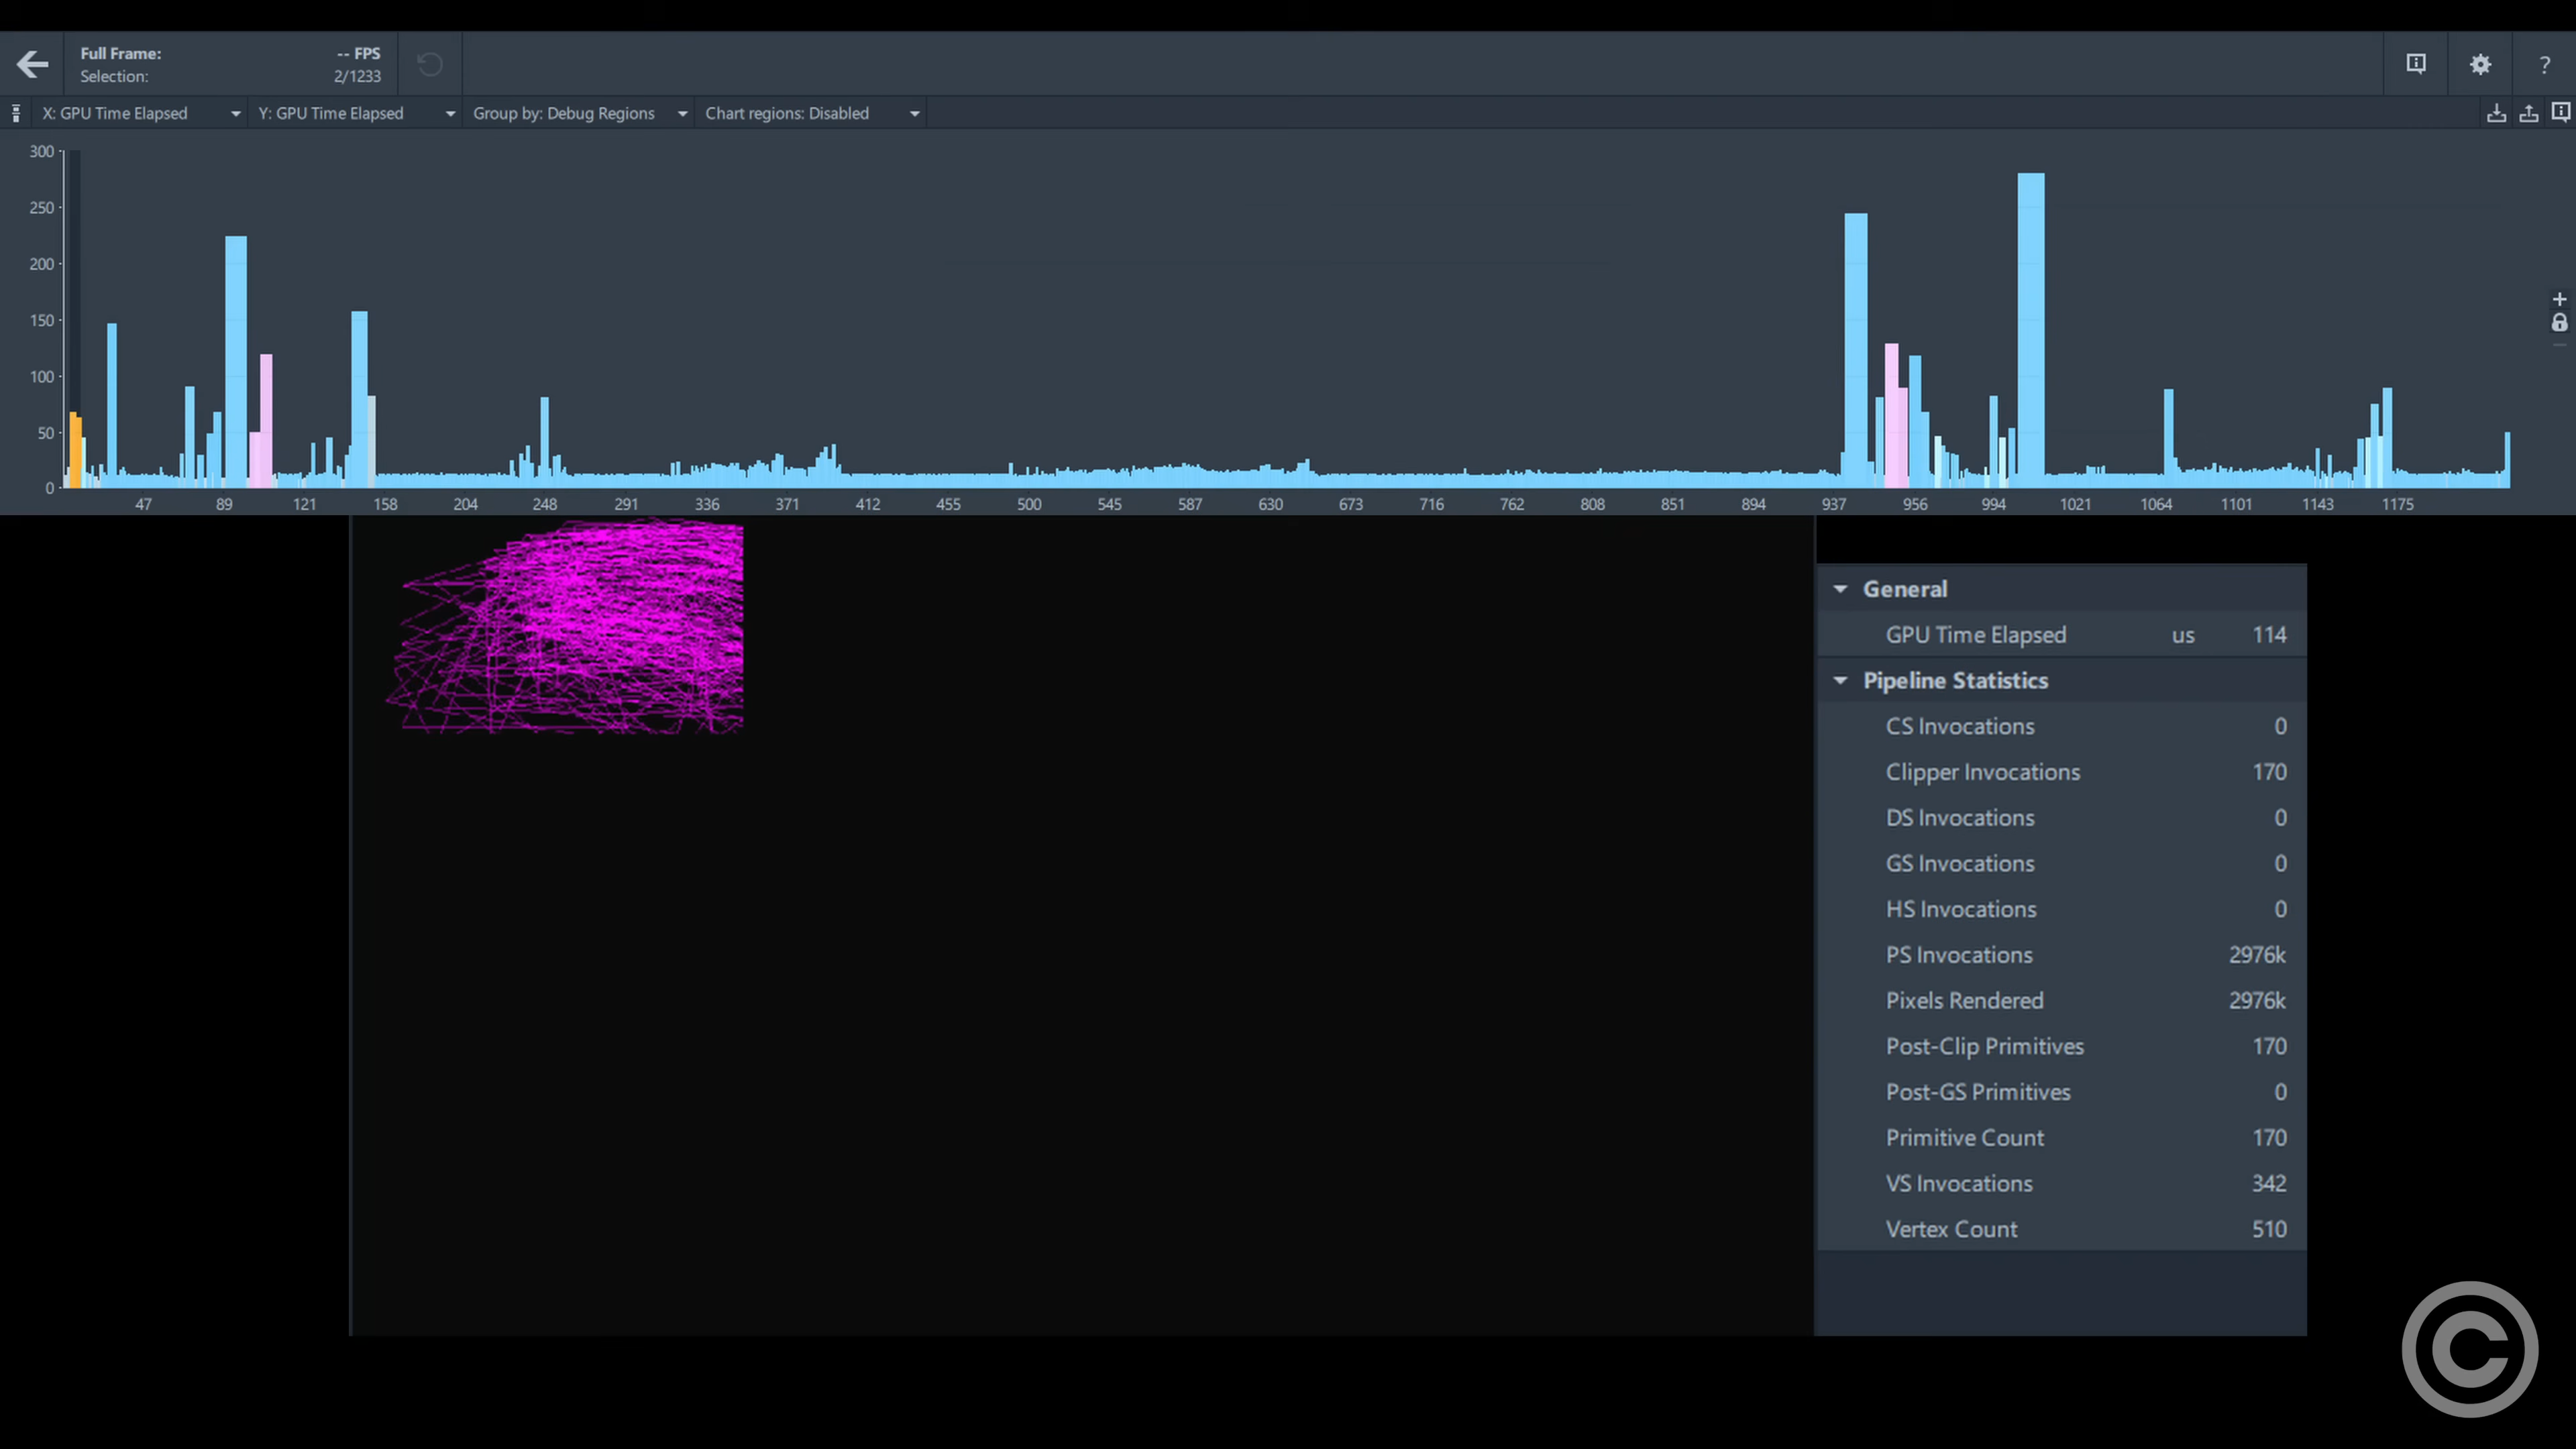 Full Frame: -- FPS
Selection: 2/1233
?
X: GPU Time Elapsed Y: GPU Time Elapsed Group by: Debug Regions Chart regions: Disabled
300
250
200
150
100
50
0
47 89 121 158 204 248 291 336 371 412 455 500 545 587 630 673 716 762 808 851 894 937 956 994 1021 1064 1101 1143 1175
General
GPU Time Elapsed us 114
Pipeline Statistics
CS Invocations 0
Clipper Invocations 170
DS Invocations 0
GS Invocations 0
HS Invocations 0
PS Invocations 2976k
Pixels Rendered 2976k
Post-Clip Primitives 170
Post-GS Primitives 0
Primitive Count 170
VS Invocations 342
Vertex Count 510
©